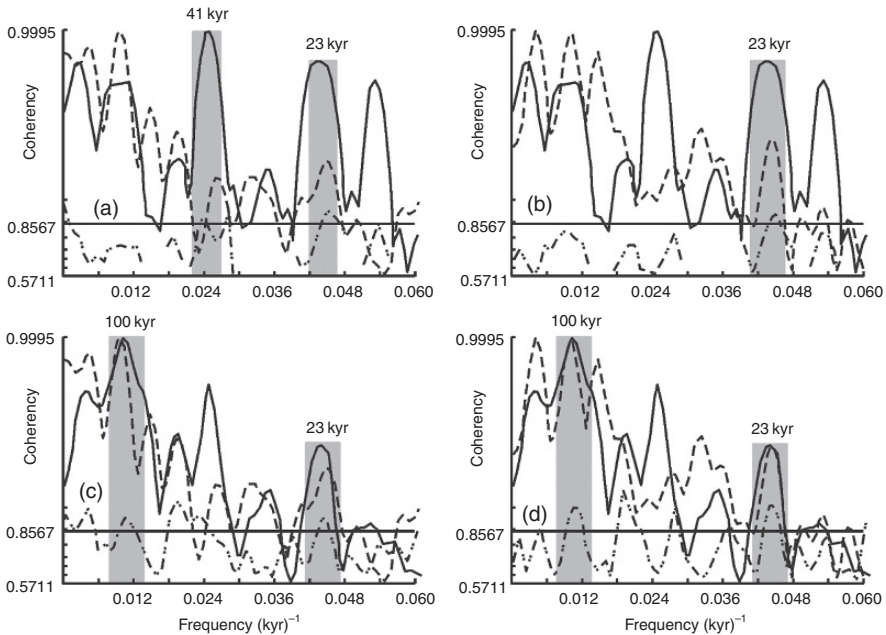 41 kyr
23 kyr
0.9995
Coherency
(a)
0.8567
0.5711
0.012 0.024 0.036 0.048 0.060
23 kyr
0.9995
Coherency
(b)
0.8567
0.5711
0.012 0.024 0.036 0.048 0.060
100 kyr
23 kyr
0.9995
Coherency
(c)
0.8567
0.5711
0.012 0.024 0.036 0.048 0.060
Frequency (kyr)⁻¹
100 kyr
23 kyr
0.9995
Coherency
(d)
0.8567
0.5711
0.012 0.024 0.036 0.048 0.060
Frequency (kyr)⁻¹